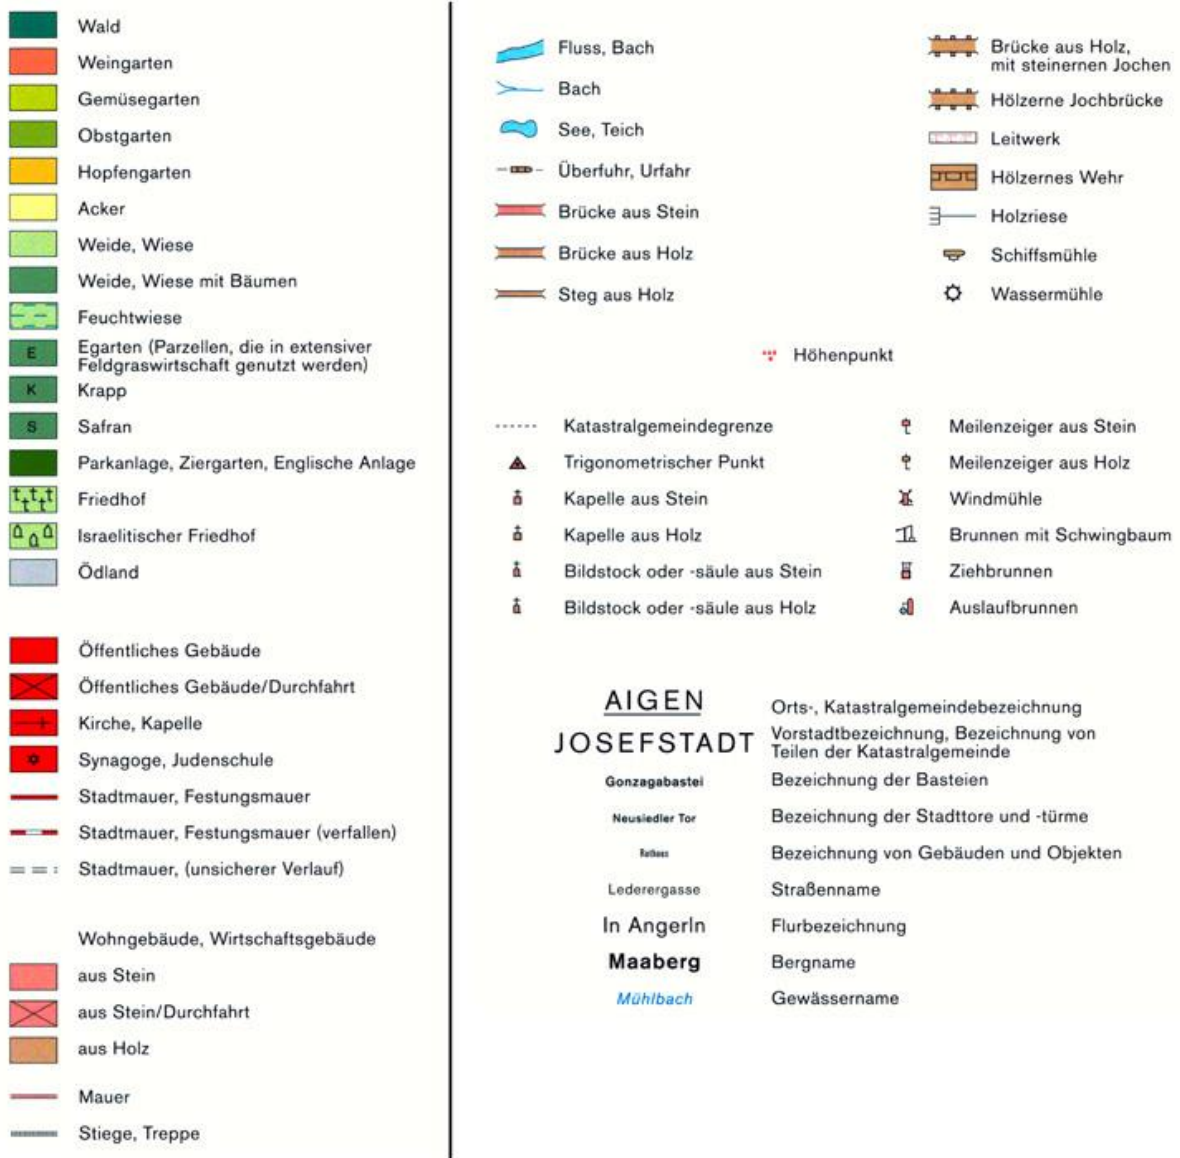 Wald
Weingarten
Gemüsegarten
Obstgarten
Hopfengarten
Acker
Weide, Wiese
Weide, Wiese mit Bäumen
Feuchtwiese
E
Egarten (Parzellen, die in extensiver
Feldgraswirtschaft genutzt werden)
K
Krapp
S
Safran
Parkanlage, Ziergarten, Englische Anlage
Friedhof
Israelitischer Friedhof
Ödland
Öffentliches Gebäude
Öffentliches Gebäude/Durchfahrt
Kirche, Kapelle
Synagoge, Judenschule
Stadtmauer, Festungsmauer
Stadtmauer, Festungsmauer (verfallen)
Stadtmauer, (unsicherer Verlauf)
Wohngebäude, Wirtschaftsgebäude
aus Stein
aus Stein/Durchfahrt
aus Holz
Mauer
Stiege, Treppe
Fluss, Bach
Bach
See, Teich
Überfuhr, Urfahr
Brücke aus Stein
Brücke aus Holz
Steg aus Holz
Brücke aus Holz,
mit steinernen Jochen
Hölzerne Jochbrücke
Leitwerk
Hölzernes Wehr
Holzriese
Schiffsmühle
Wassermühle
Höhenpunkt
Katastralgemeindegrenze
Trigonometrischer Punkt
Kapelle aus Stein
Kapelle aus Holz
Bildstock oder -säule aus Stein
Bildstock oder -säule aus Holz
Meilenzeiger aus Stein
Meilenzeiger aus Holz
Windmühle
Brunnen mit Schwingbaum
Ziehbrunnen
Auslaufbrunnen
AIGEN
Orts-, Katastralgemeindebezeichnung
JOSEFSTADT
Vorstadtbezeichnung, Bezeichnung von
Teilen der Katastralgemeinde
Gonzagabastei
Bezeichnung der Basteien
Neusiedler Tor
Bezeichnung der Stadttore und -türme
Rathaus
Bezeichnung von Gebäuden und Objekten
Lederergasse
Straßenname
In Angerln
Flurbezeichnung
Maaberg
Bergname
Mühlbach
Gewässername